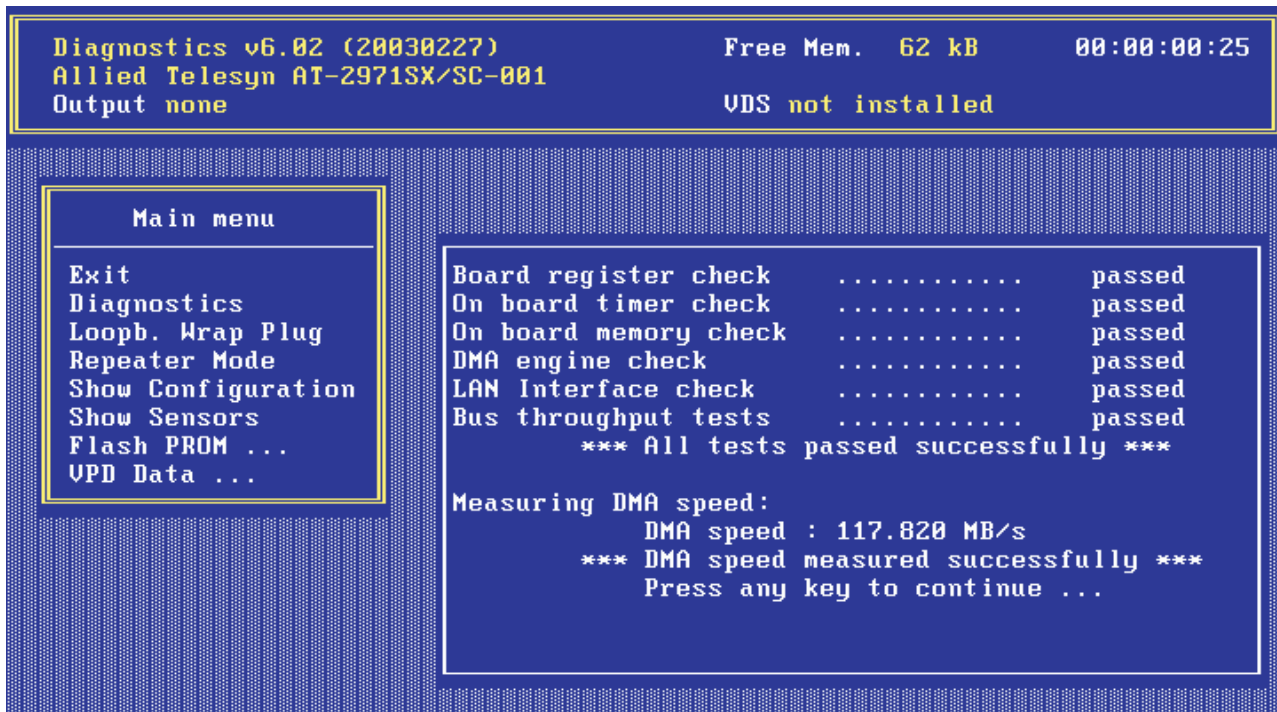 Diagnostics v6.02 (20030227) Free Mem. 62 kB 00:00:00:25
Allied Telesyn AT-2971SX/SC-001
Output none VDS not installed
Main menu
Exit
Diagnostics
Loopb. Wrap Plug
Repeater Mode
Show Configuration
Show Sensors
Flash PROM ...
VPD Data ...
Board register check ............ passed
On board timer check ............ passed
On board memory check ............ passed
DMA engine check ............ passed
LAN Interface check ............ passed
Bus throughput tests ............ passed
*** All tests passed successfully ***
Measuring DMA speed:
DMA speed : 117.820 MB/s
*** DMA speed measured successfully ***
Press any key to continue ...